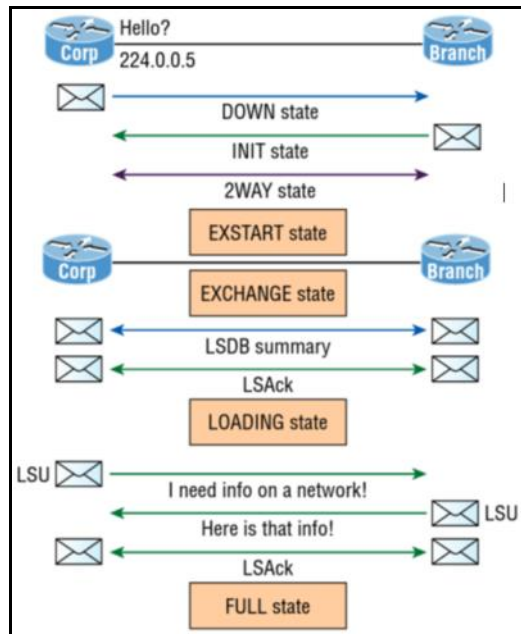 Hello?
Corp
Branch
224.0.0.5
DOWN state
INIT state
2WAY state
EXSTART state
Corp
Branch
EXCHANGE state
LSDB summary
LSAck
LOADING state
LSU
I need info on a network!
LSU
Here is that info!
LSAck
FULL state